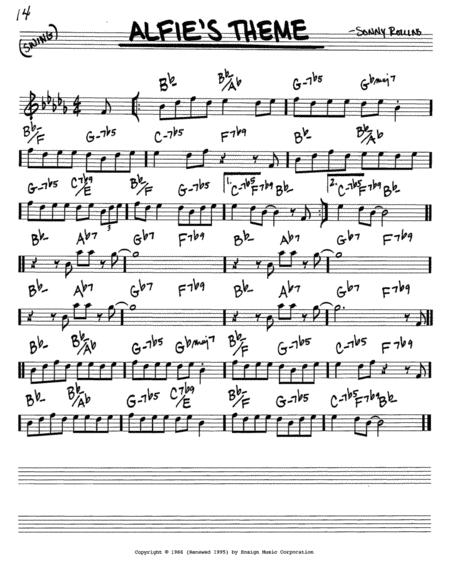 14
ALFIE'S THEME
-SONNY ROLLINS
(SWING)
B♭- B♭-/A♭ G-7♭5 G♭maj7
B♭-/F G-7♭5 C-7♭5 F7♭9 B♭- B♭-/A♭
G-7♭5 C7♭9/E B♭-/F G-7♭5 1. C-7♭5 F7♭9 B♭- 2. C-7♭5 F7♭9 B♭-
3
B♭- A♭7 G♭7 F7♭9 B♭- A♭7 G♭7 F7♭9
B♭- A♭7 G♭7 F7♭9 B♭- A♭7 G♭7 F7♭9
B♭- B♭-/A♭ G-7♭5 G♭maj7 B♭-/F G-7♭5 C-7♭5 F7♭9
B♭- B♭-/A♭ G-7♭5 C7♭9/E B♭-/F G-7♭5 C-7♭5 F7♭9 B♭-
Copyright © 1966 (Renewed 1995) by Ensign Music Corporation